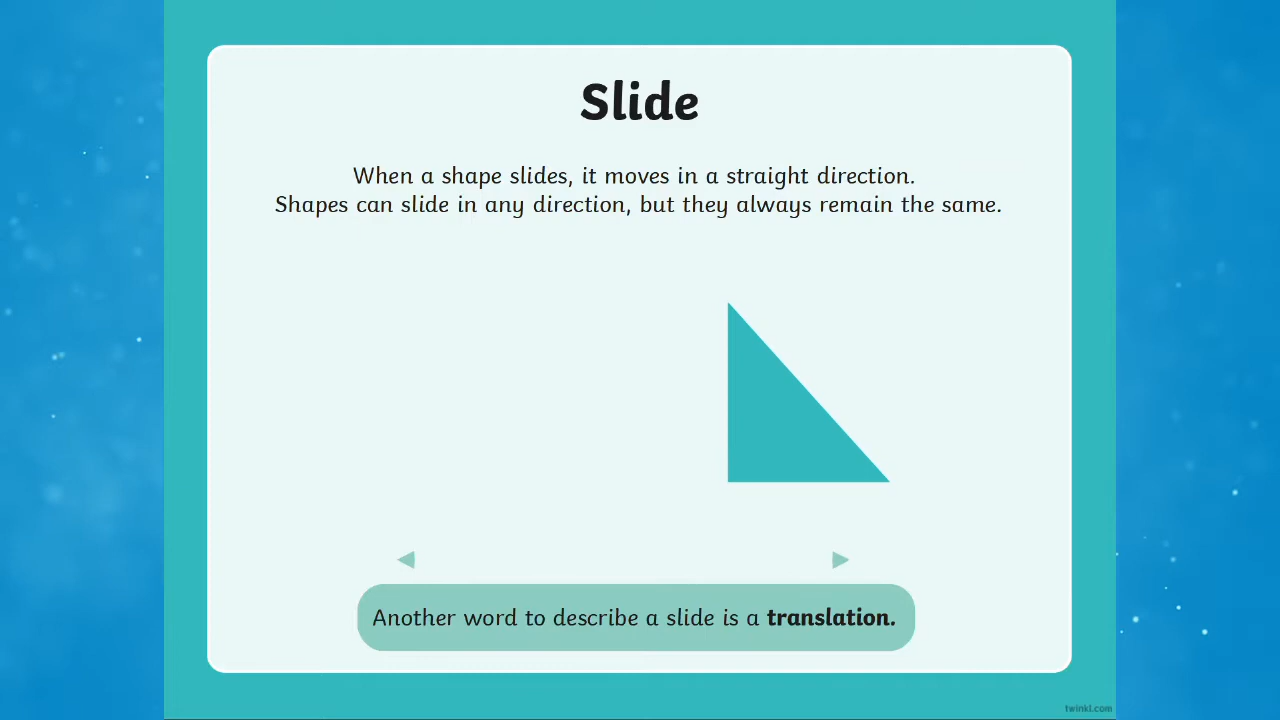 Slide
When a shape slides, it moves in a straight direction.
Shapes can slide in any direction, but they always remain the same.
Another word to describe a slide is a translation.
twinkl.com